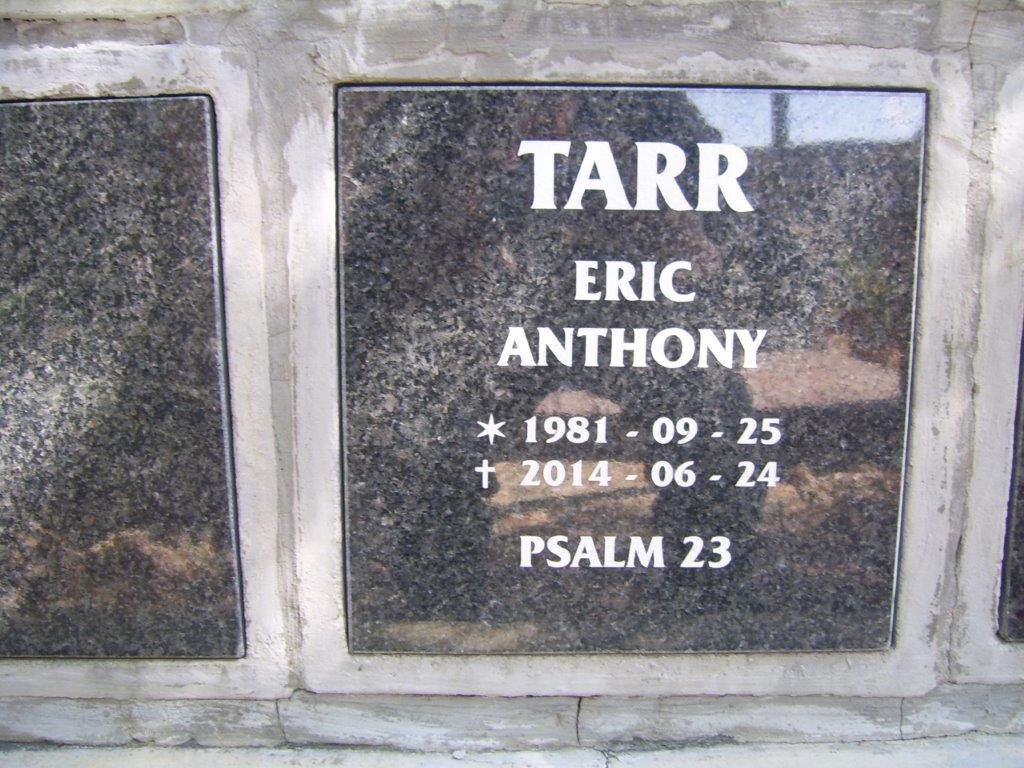 TARR
ERIC
ANTHONY
✶ 1981 - 09 - 25
† 2014 - 06 - 24
PSALM 23